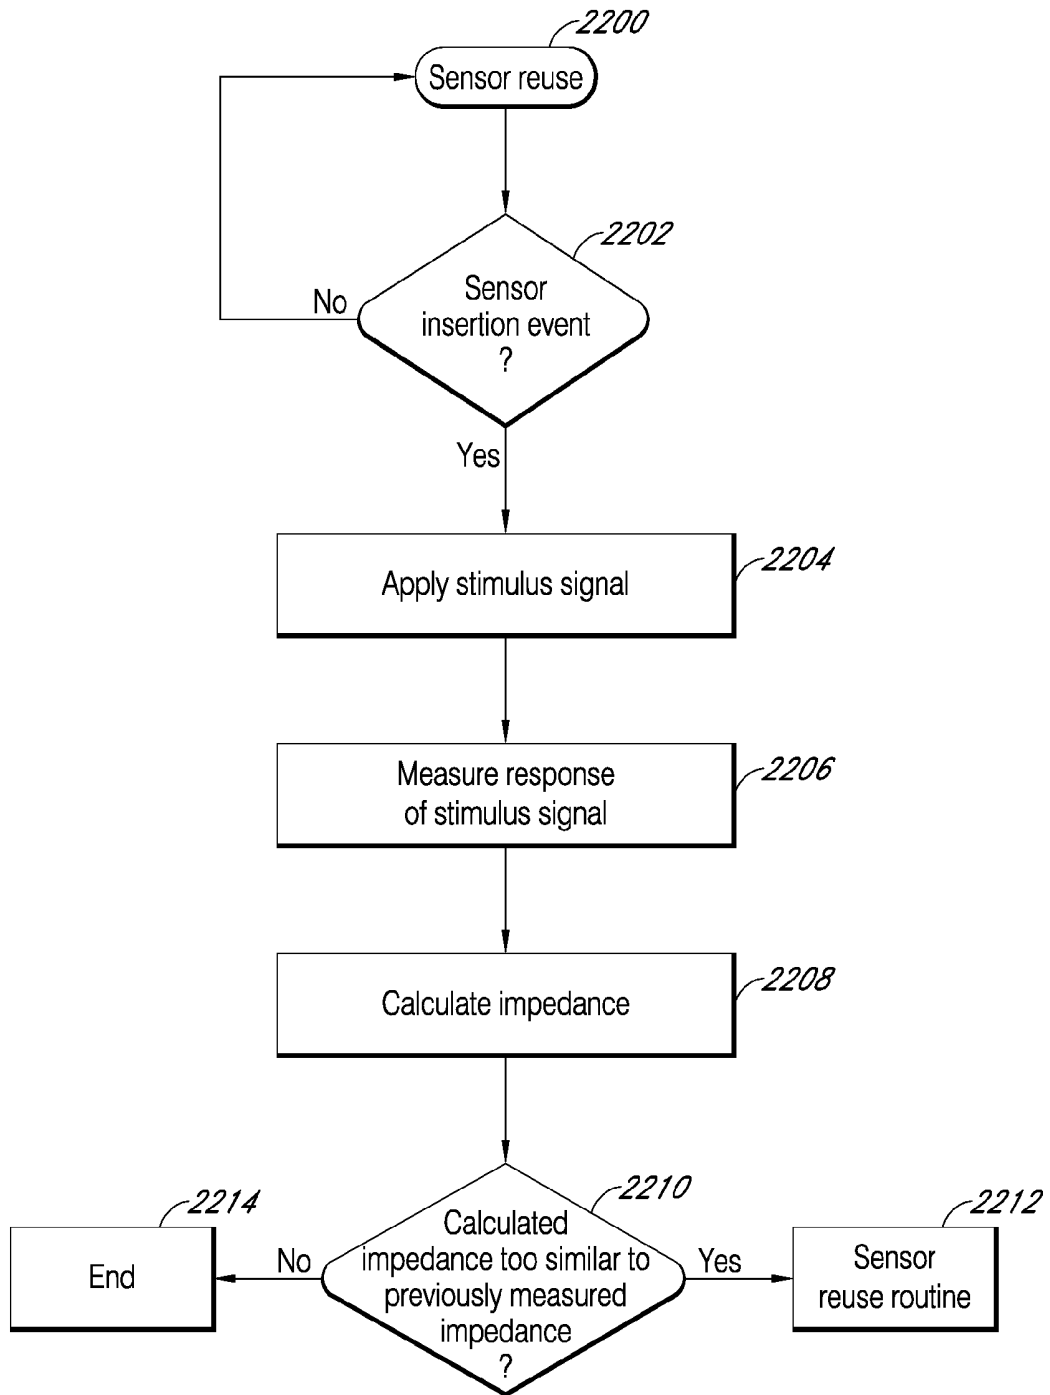 2200
Sensor reuse
2202
Sensor
insertion event
?
No
Yes
2204
Apply stimulus signal
2206
Measure response
of stimulus signal
2208
Calculate impedance
2210
Calculated
impedance too similar to
previously measured
impedance
?
No
Yes
2214
End
2212
Sensor
reuse routine